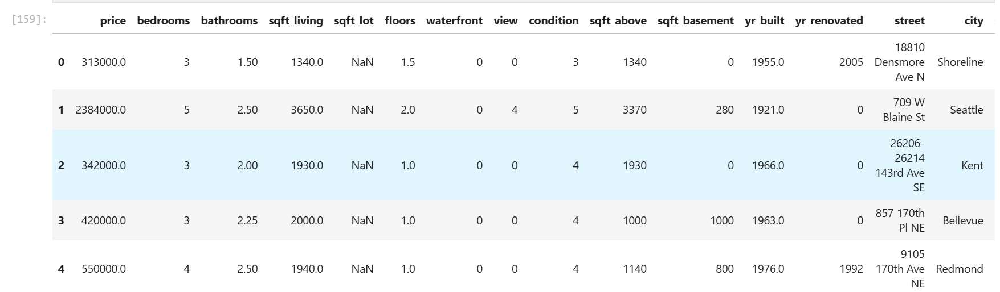 [159]:
price bedrooms bathrooms sqft_living sqft_lot floors waterfront view condition sqft_above sqft_basement yr_built yr_renovated street city
0 313000.0 3 1.50 1340.0 NaN 1.5 0 0 3 1340 0 1955.0 2005 18810 Densmore Ave N Shoreline
1 2384000.0 5 2.50 3650.0 NaN 2.0 0 4 5 3370 280 1921.0 0 709 W Blaine St Seattle
2 342000.0 3 2.00 1930.0 NaN 1.0 0 0 4 1930 0 1966.0 0 26206-26214 143rd Ave SE Kent
3 420000.0 3 2.25 2000.0 NaN 1.0 0 0 4 1000 1000 1963.0 0 857 170th Pl NE Bellevue
4 550000.0 4 2.50 1940.0 NaN 1.0 0 0 4 1140 800 1976.0 1992 9105 170th Ave NE Redmond